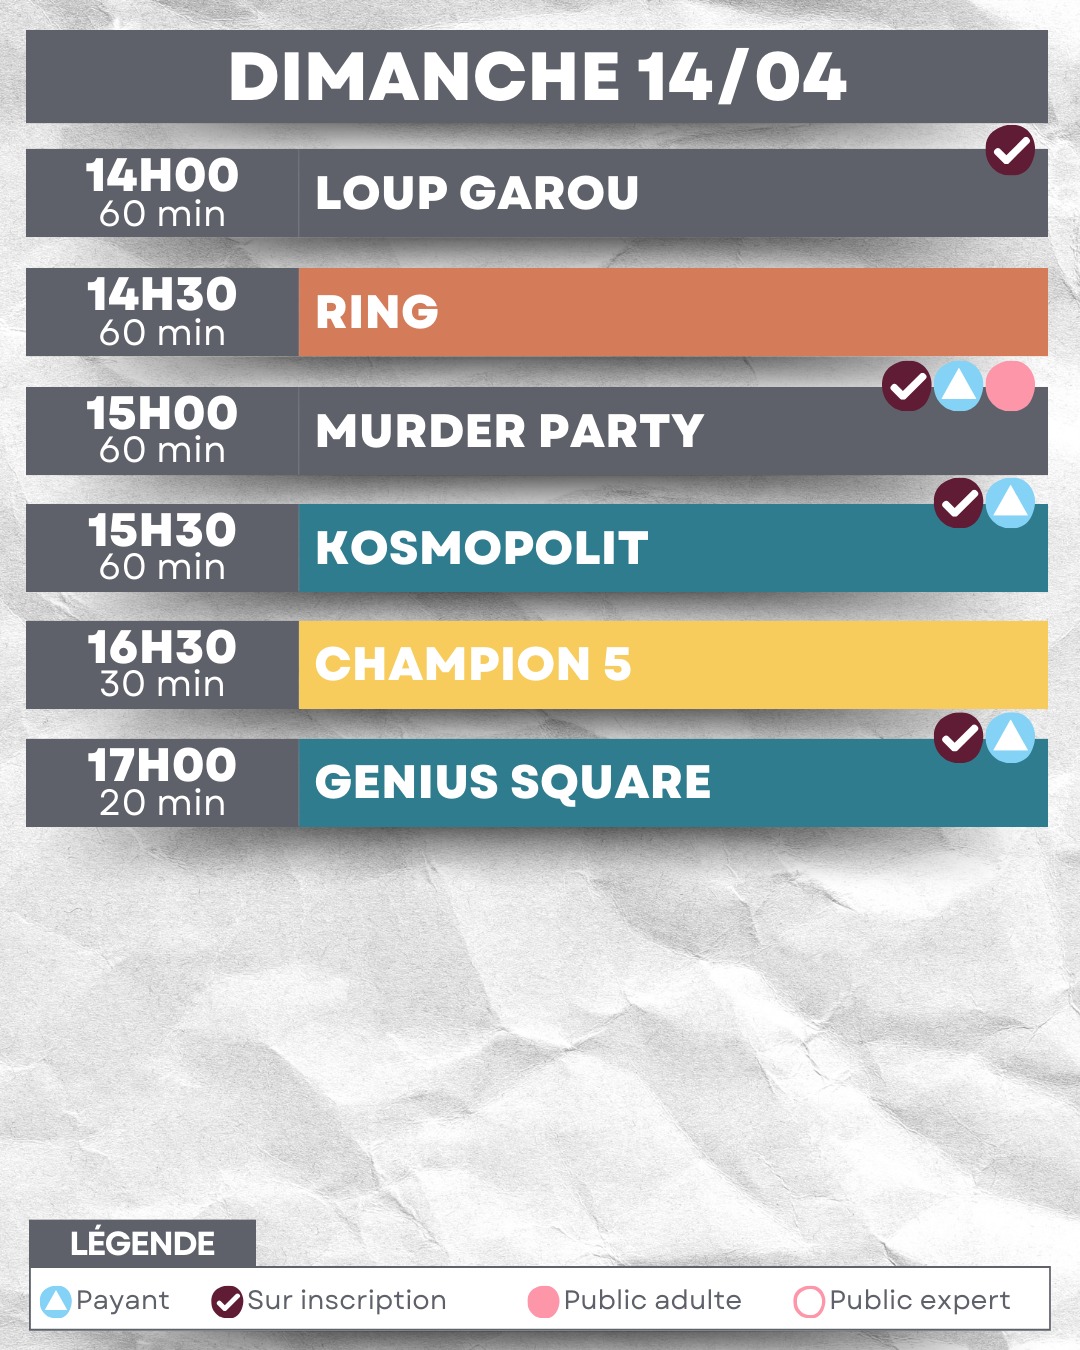 DIMANCHE 14/04
14H00
60 min
LOUP GAROU
14H30
60 min
RING
15H00
60 min
MURDER PARTY
15H30
60 min
KOSMOPOLIT
16H30
30 min
CHAMPION 5
17H00
20 min
GENIUS SQUARE
LÉGENDE
Payant Sur inscription Public adulte Public expert